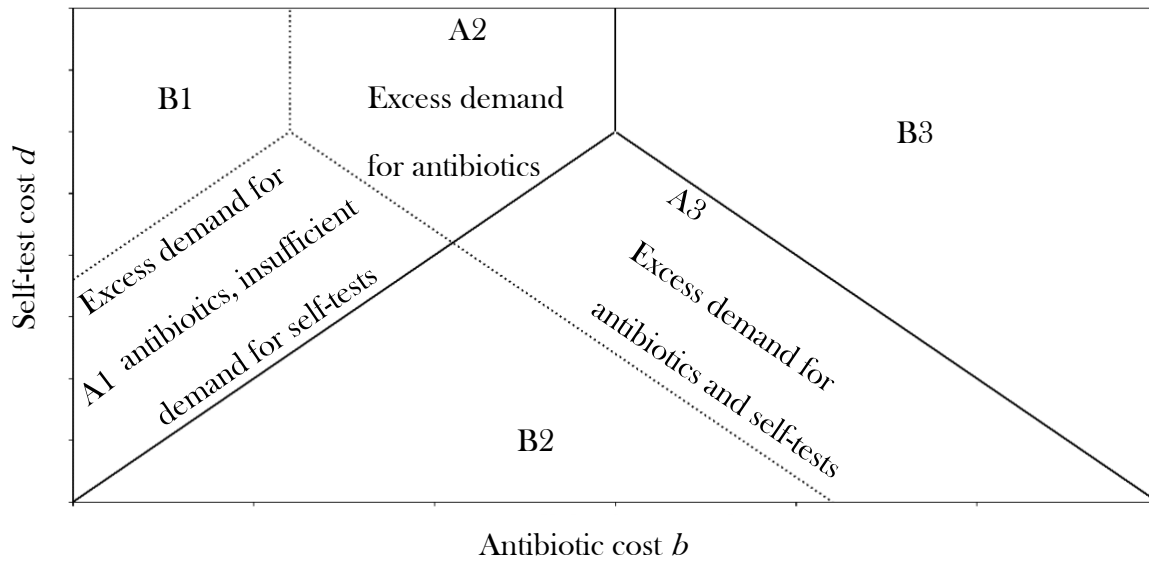 A2
B1
Excess demand
B3
for antibiotics
A3
Excess demand for
A1 antibiotics, insufficient
demand for self-tests
Excess demand for
antibiotics and self-tests
B2
Self-test cost d
Antibiotic cost b